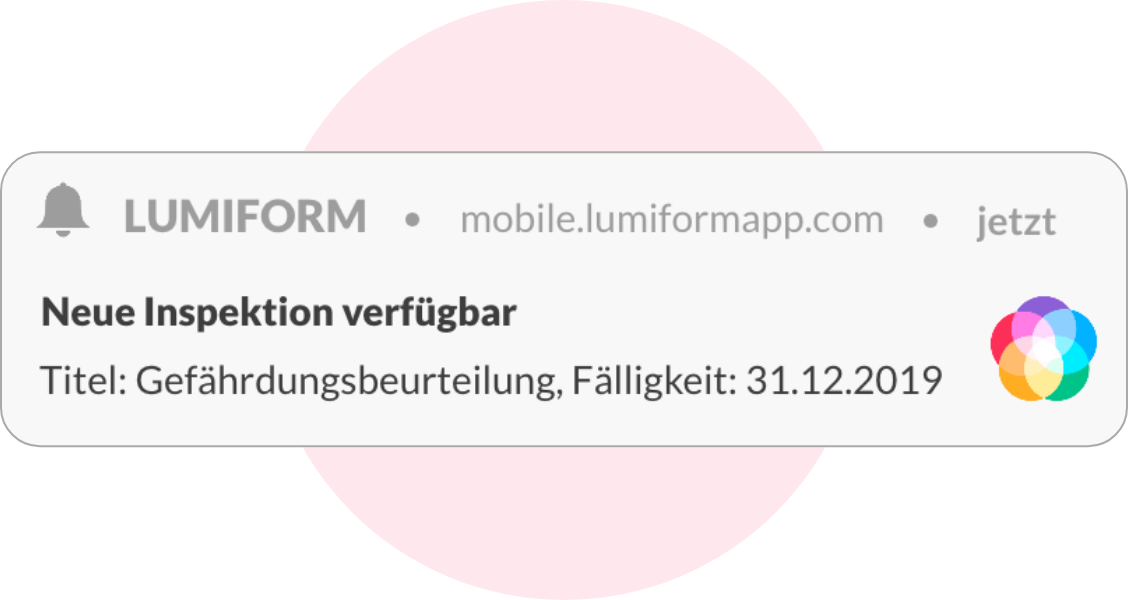 LUMIFORM • mobile.lumiformapp.com • jetzt
Neue Inspektion verfügbar
Titel: Gefährdungsbeurteilung, Fälligkeit: 31.12.2019